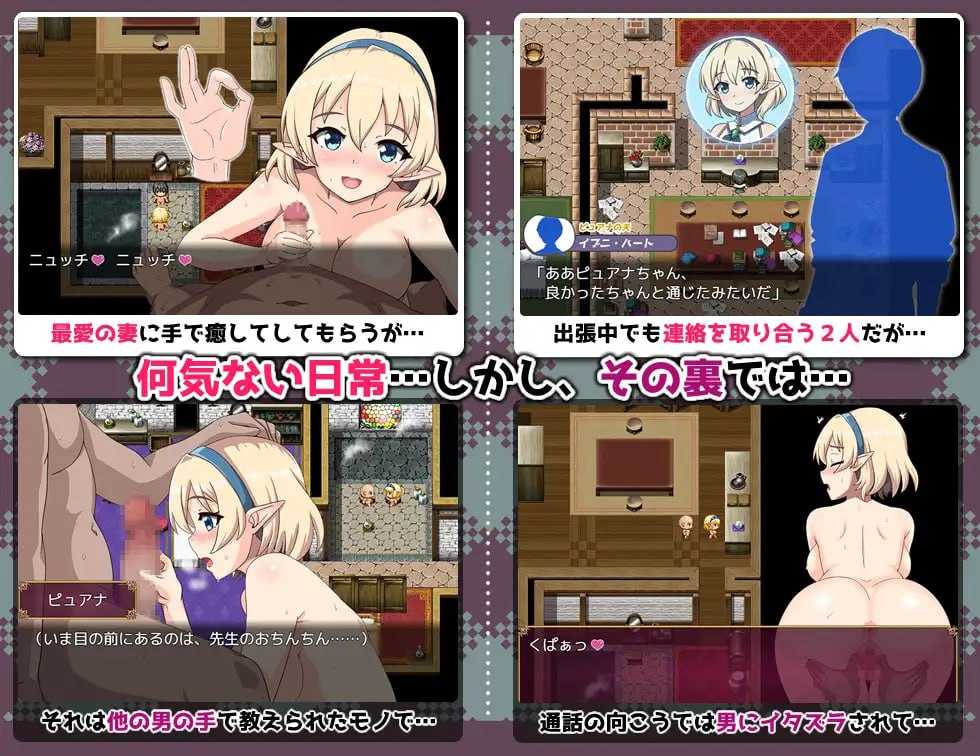 ニュッチ♥ ニュッチ♥
最愛の妻に手で癒してしてもらうが…
ピュアナの夫
イブニ・ハート
「ああピュアナちゃん、
良かったちゃんと通じたみたいだ」
出張中でも連絡を取り合う2人だが…
何気ない日常…しかし、その裏では…
ピュアナ
(いま目の前にあるのは、先生のおちんちん……)
それは他の男の手で教えられたモノで…
くぱぁっ♥
通話の向こうでは男にイタズラされて…